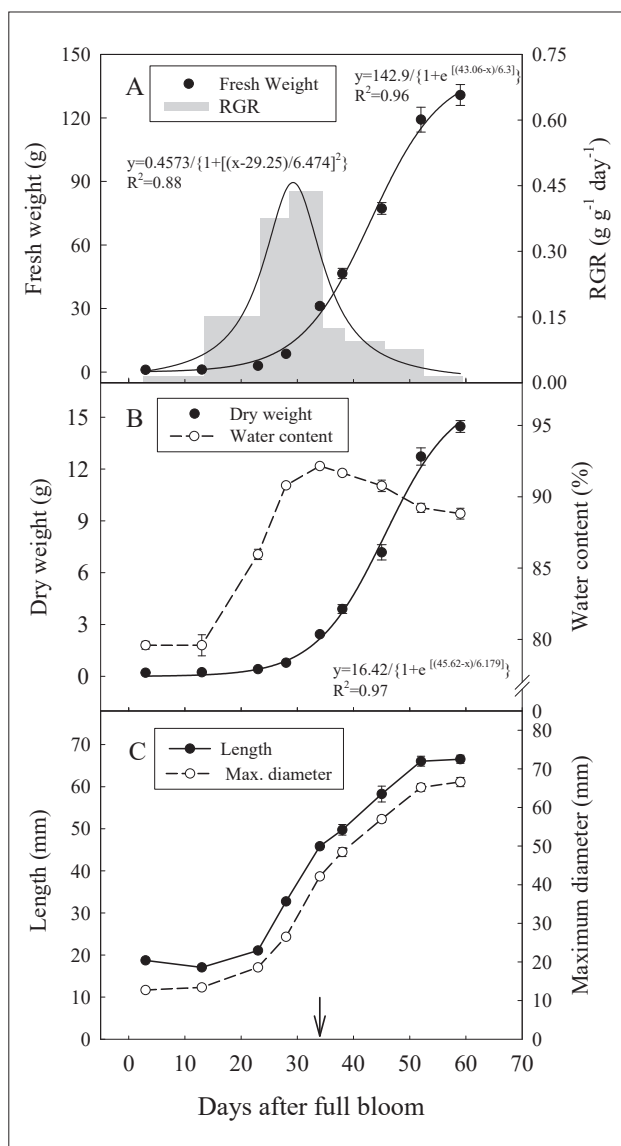 A
Fresh Weight
RGR
y=142.9/{1+e [(43.06-x)/6.3]}
R2=0.96
y=0.4573/{1+[(x-29.25)/6.474]2}
R2=0.88
150
120
90
60
30
0
Fresh weight (g)
0.75
0.60
0.45
0.30
0.15
0.00
RGR (g g-1 day-1)
B
Dry weight
Water content
15
12
9
6
3
0
Dry weight (g)
95
90
85
80
0
Water content (%)
y=16.42/{1+e [(45.62-x)/6.179]}
R2=0.97
C
Length
Max. diameter
70
60
50
40
30
20
10
0
Length (mm)
80
70
60
50
40
30
20
10
0
Maximum diameter (mm)
0 10 20 30 40 50 60 70
Days after full bloom